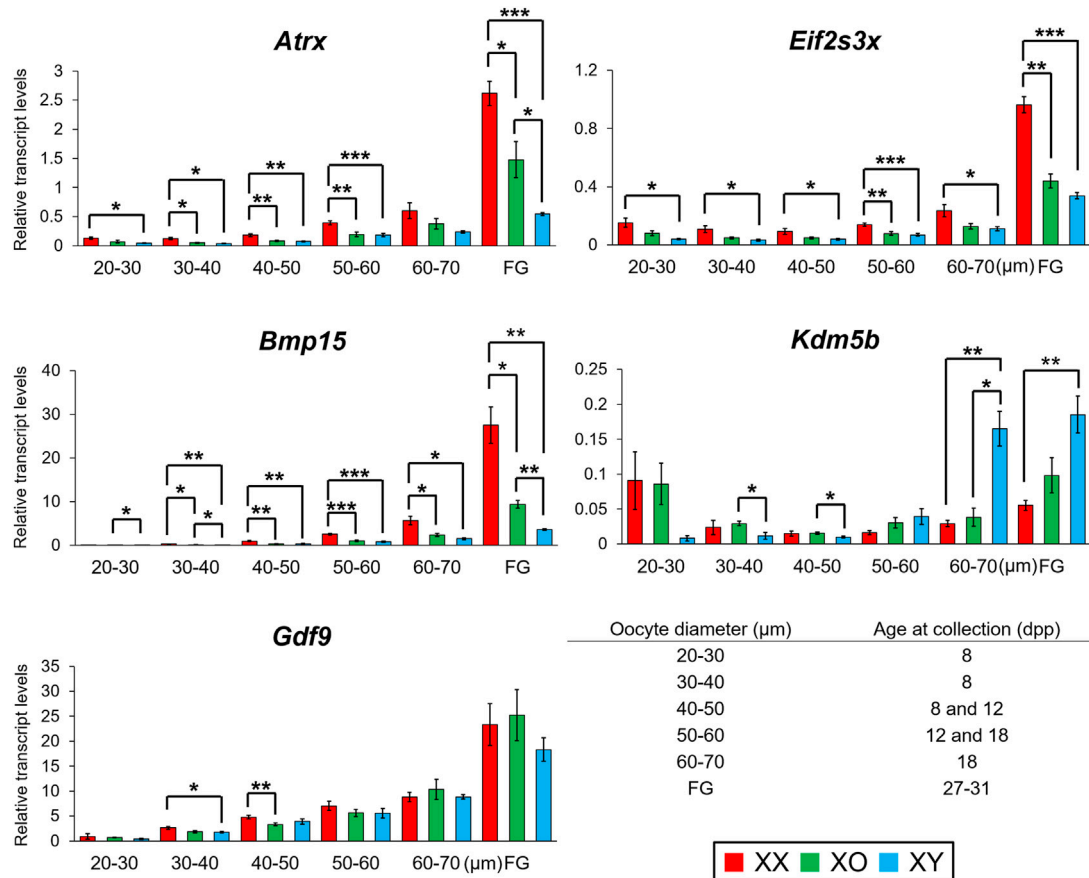 Atrx
Relative transcript levels
3
2.5
2
1.5
1
0.5
0
* * * ** ** ** *** * *** *
20-30 30-40 40-50 50-60 60-70 FG
Eif2s3x
1.2
0.8
0.4
0
* * * ** *** * ** ***
20-30 30-40 40-50 50-60 60-70 (μm) FG
Bmp15
Relative transcript levels
40
30
20
10
0
* ** * * ** ** *** *** * * ** * **
20-30 30-40 40-50 50-60 60-70 FG
Kdm5b
0.25
0.2
0.15
0.1
0.05
0
* * ** * **
20-30 30-40 40-50 50-60 60-70 (μm) FG
Gdf9
Relative transcript levels
35
30
25
20
15
10
5
0
* **
20-30 30-40 40-50 50-60 60-70 (μm) FG
Oocyte diameter (μm) Age at collection (dpp)
20-30 8
30-40 8
40-50 8 and 12
50-60 12 and 18
60-70 18
FG 27-31
XX XO XY